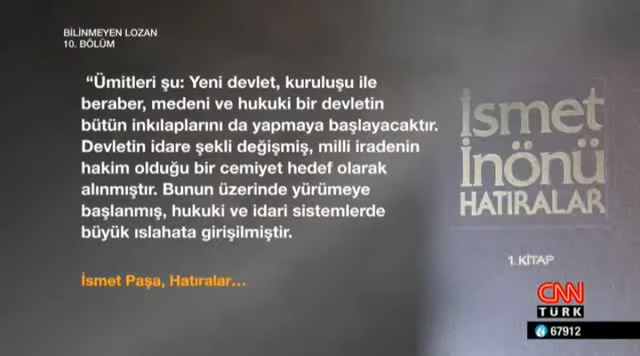 BİLİNMEYEN LOZAN
10. BÖLÜM
“Ümitleri şu: Yeni devlet, kuruluşu ile
beraber, medeni ve hukuki bir devletin
bütün inkılaplarını da yapmaya başlayacaktır.
Devletin idare şekli değişmiş, milli iradenin
hakim olduğu bir cemiyet hedef olarak
alınmıştır. Bunun üzerinde yürümeye
başlanmış, hukuki ve idari sistemlerde
büyük ıslahata girişilmiştir.
İsmet Paşa, Hatıralar...
İsmet
İnönü
HATIRALAR
1. KİTAP
CNN
TÜRK
67912